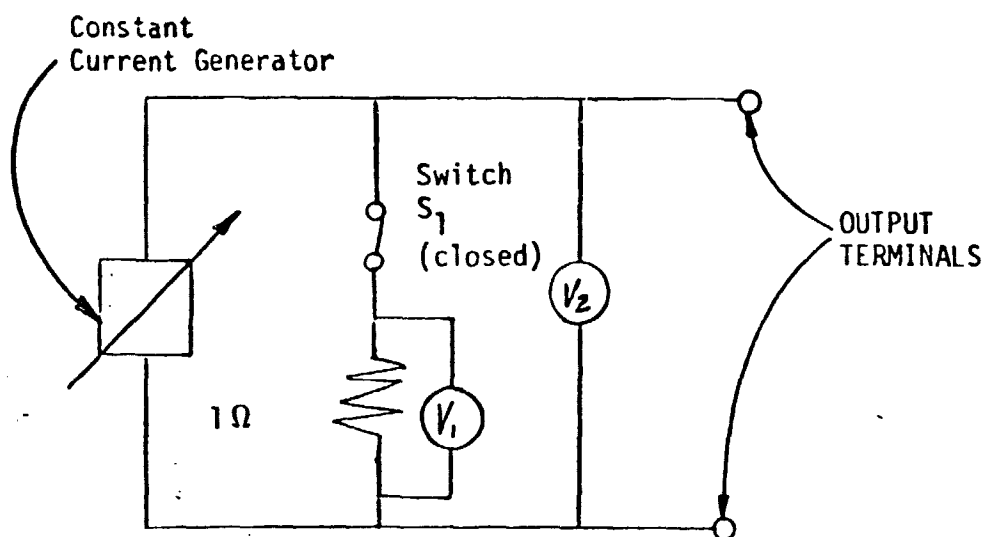 Constant
Current Generator
Switch
S1
(closed)
OUTPUT
TERMINALS
V2
1Ω
V1